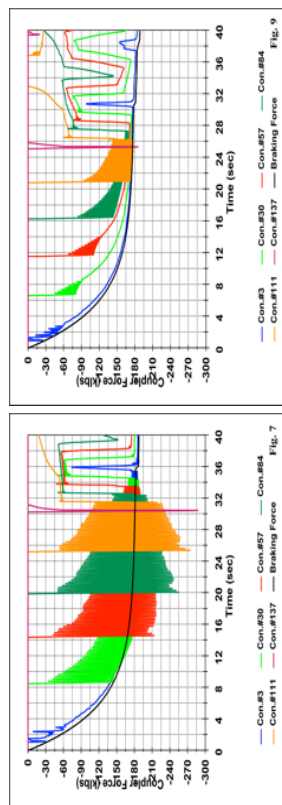 Coupler Force (klbs)
0
-30
-60
-90
-120
-150
-180
-210
-240
-270
-300
0 4 8 12 16 20 24 28 32 36 40
Time (sec)
Con.#3 Con.#30 Con.#57 Con.#84
Con.#111 Con.#137 Braking Force Fig. 7
Coupler Force (klbs)
0
-30
-60
-90
-120
-150
-180
-210
-240
-270
-300
0 4 8 12 16 20 24 28 32 36 40
Time (sec)
Con.#3 Con.#30 Con.#57 Con.#84
Con.#111 Con.#137 Braking Force Fig. 9